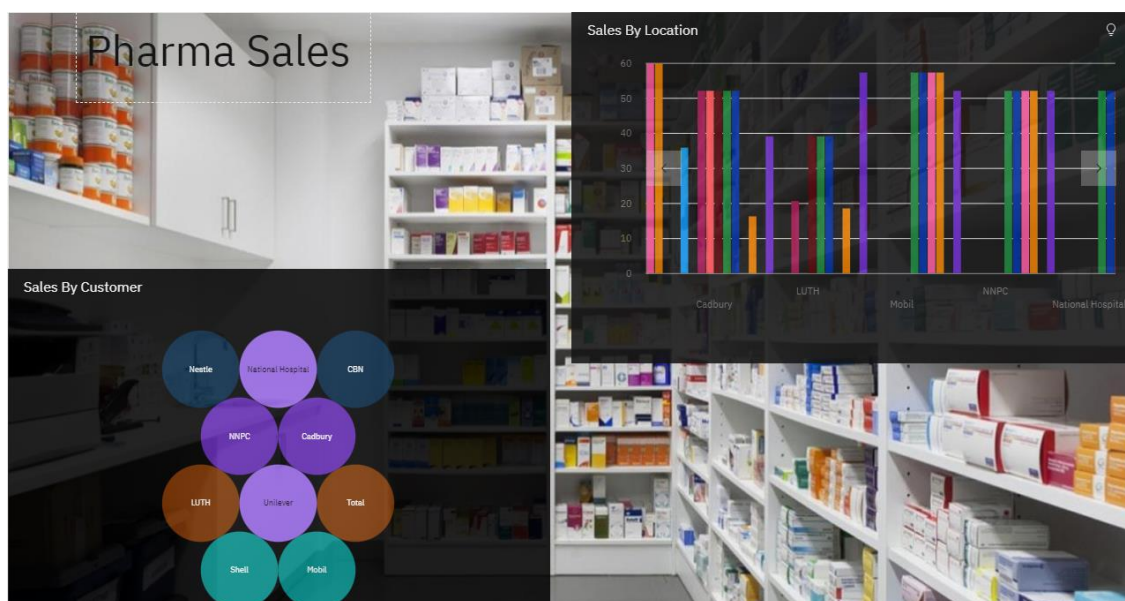 Pharma Sales
Sales By Location
60
50
40
30
20
10
0
LUTH
NNPC
Cadbury
Mobil
National Hospital
Sales By Customer
Nestle
National Hospital
CBN
NNPC
Cadbury
LUTH
Unilever
Total
Shell
Mobil